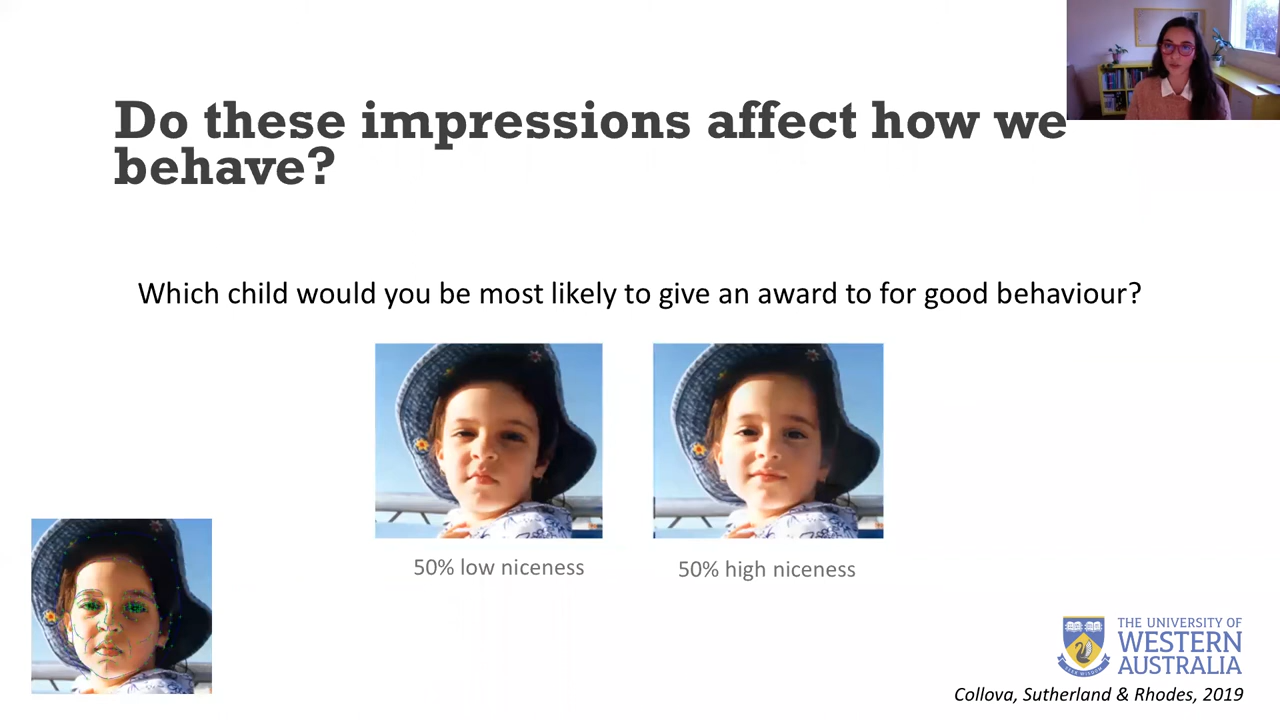 Do these impressions affect how we
behave?
Which child would you be most likely to give an award to for good behaviour?
50% low niceness
50% high niceness
THE UNIVERSITY OF
WESTERN
AUSTRALIA
Collova, Sutherland & Rhodes, 2019